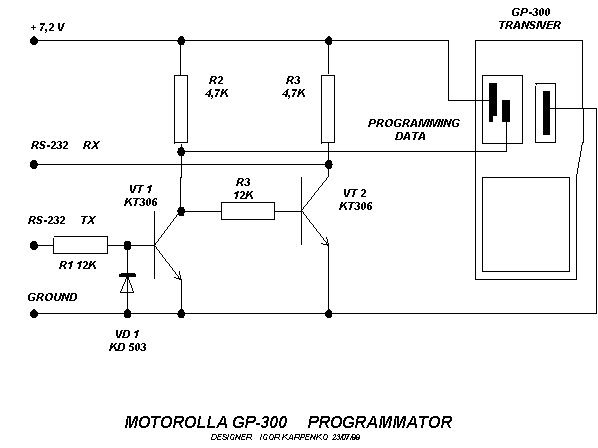 GP-300
TRANSIVER
+ 7,2 V
R2
4,7K
R3
4,7K
PROGRAMMING
DATA
RS-232 RX
VT 1
KT306
R3
12K
VT 2
KT306
RS-232 TX
R1 12K
GROUND
VD 1
KD 503
MOTOROLLA GP-300 PROGRAMMATOR
DESIGNER IGOR KARPENKO 23/07/99